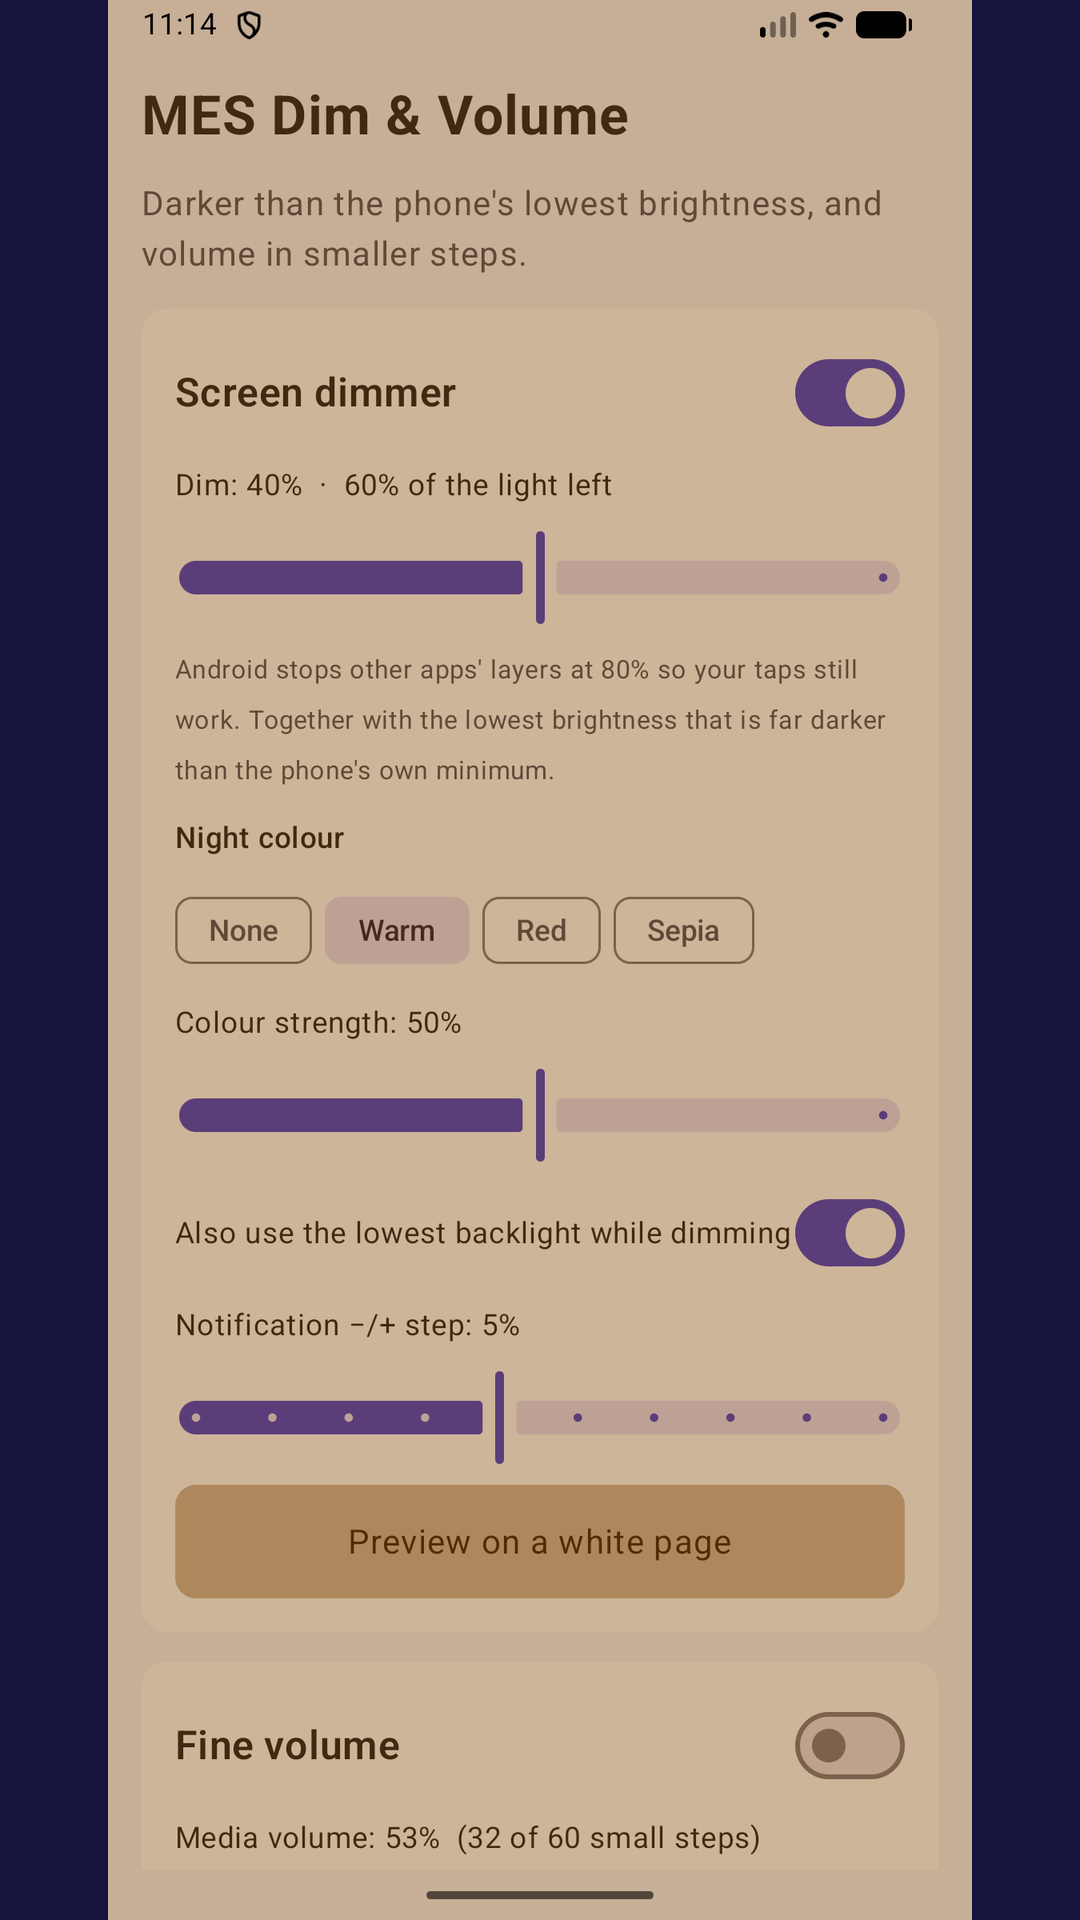 11:14
MES Dim & Volume
Darker than the phone's lowest brightness, and
volume in smaller steps.
Screen dimmer
Dim: 40%  ·  60% of the light left
Android stops other apps' layers at 80% so your taps still
work. Together with the lowest brightness that is far darker
than the phone's own minimum.
Night colour
None Warm Red Sepia
Colour strength: 50%
Also use the lowest backlight while dimming
Notification −/+ step: 5%
Preview on a white page
Fine volume
Media volume: 53%  (32 of 60 small steps)